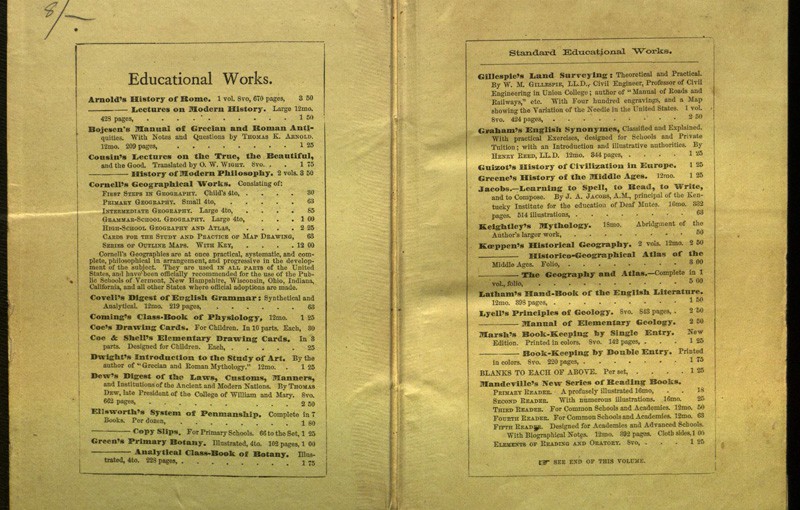 8/-
Educational Works.
Arnold's History of Rome. 1 vol. 8vo, 670 pages, 3 50
——— Lectures on Modern History. Large 12mo.
428 pages, . . . . . . . . 1 50
Bojesen's Manual of Grecian and Roman Anti-
quities. With Notes and Questions by THOMAS K. ARNOLD.
12mo. 209 pages, . . . . . . . 1 25
Cousin's Lectures on the True, the Beautiful,
and the Good. Translated by O. W. WIGHT. 8vo. . . 1 75
——— History of Modern Philosophy. 2 vols. 3 50
Cornell's Geographical Works. Consisting of:
FIRST STEPS IN GEOGRAPHY. Child's 4to, . . . . 30
PRIMARY GEOGRAPHY. Small 4to, . . . . . 63
INTERMEDIATE GEOGRAPHY. Large 4to, . . . . 85
GRAMMAR-SCHOOL GEOGRAPHY. Large 4to, . . . 1 00
HIGH-SCHOOL GEOGRAPHY AND ATLAS, . . . . 2 25
CARDS FOR THE STUDY AND PRACTICE OF MAP DRAWING, 63
SERIES OF OUTLINE MAPS. WITH KEY, . . . . 12 00
Cornell's Geographies are at once practical, systematic, and com-
plete, philosophical in arrangement, and progressive in the develop-
ment of the subject. They are used IN ALL PARTS of the United
States, and have been officially recommended for the use of the Pub-
lic Schools of Vermont, New Hampshire, Wisconsin, Ohio, Indiana,
California, and all other States where official adoptions are made.
Covell's Digest of English Grammar: Synthetical and
Analytical. 12mo. 219 pages, . . . . . 63
Coming's Class-Book of Physiology, 12mo. 1 25
Coe's Drawing Cards. For Children. In 10 parts. Each, 30
Coe & Shell's Elementary Drawing Cards. In 3
parts. Designed for Children. Each, . . . . . 25
Dwight's Introduction to the Study of Art. By the
author of "Grecian and Roman Mythology." 12mo. . 1 25
Dew's Digest of the Laws, Customs, Manners,
and Institutions of the Ancient and Modern Nations. By THOMAS
DEW, late President of the College of William and Mary. 8vo.
662 pages, . . . . . . . . 2 50
Ellsworth's System of Penmanship. Complete in 7
Books. Per dozen, . . . . . . . 1 80
——— Copy Slips. For Primary Schools. 66 to the Set, 1 25
Green's Primary Botany. Illustrated, 4to. 102 pages, 1 00
——— Analytical Class-Book of Botany. Illus-
trated, 4to. 228 pages, . . . . . . . 1 75
Standard Educational Works.
Gillespie's Land Surveying: Theoretical and Practical.
By W. M. GILLESPIE, LL.D., Civil Engineer, Professor of Civil
Engineering in Union College; author of "Manual of Roads and
Railways," etc. With Four hundred engravings, and a Map
showing the Variation of the Needle in the United States. 1 vol.
8vo. 424 pages, . . . . . . . 2 50
Graham's English Synonymes, Classified and Explained.
With practical Exercises, designed for Schools and Private
Tuition; with an Introduction and illustrative authorities. By
HENRY REED, LL.D. 12mo. 344 pages, . . . . 1 25
Guizot's History of Civilization in Europe. 1 25
Greene's History of the Middle Ages. 12mo. 1 25
Jacobs.—Learning to Spell, to Read, to Write,
and to Compose. By J. A. JACOBS, A.M., principal of the Ken-
tucky Institute for the education of Deaf Mutes. 16mo. 332
pages. 514 illustrations, . . . . . . 63
Keightley's Mythology. 18mo. Abridgment of the
Author's larger work, . . . . . . 50
Kœppen's Historical Geography. 2 vols. 12mo. 2 50
——— Historico-Geographical Atlas of the
Middle Ages. Folio, . . . . . . 3 00
——— The Geography and Atlas.—Complete in 1
vol., folio, . . . . . . . . 5 00
Latham's Hand-Book of the English Literature.
12mo. 398 pages, . . . . . . . 1 50
Lyell's Principles of Geology. 8vo. 843 pages, . . 2 50
——— Manual of Elementary Geology. 2 50
Marsh's Book-Keeping by Single Entry. New
Edition. Printed in colors. 8vo. 142 pages, . . 1 25
——— Book-Keeping by Double Entry. Printed
in colors. 8vo. 220 pages, . . . . . . 1 75
BLANKS TO EACH OF ABOVE. Per set, . . . . 1 25
Mandeville's New Series of Reading Books.
PRIMARY READER. A profusely illustrated 16mo, . . . 18
SECOND READER. With numerous illustrations. 16mo. 25
THIRD READER. For Common Schools and Academies. 12mo. 50
FOURTH READER. For Common Schools and Academies. 12mo. 63
FIFTH READER. Designed for Academies and Advanced Schools.
With Biographical Notes. 12mo. 392 pages. Cloth sides, 1 00
ELEMENTS OF READING AND ORATORY. 8vo, . . . 1 25
☞ SEE END OF THIS VOLUME.